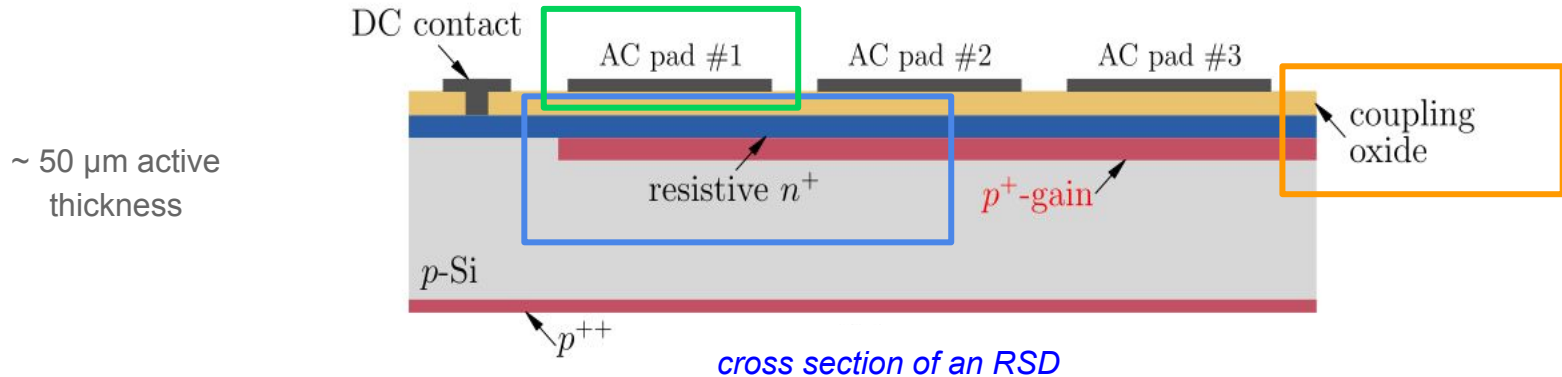 DC contact
AC pad #1
AC pad #2
AC pad #3
coupling
oxide
~ 50 µm active
thickness
resistive n⁺
p⁺-gain
p-Si
p⁺⁺
cross section of an RSD